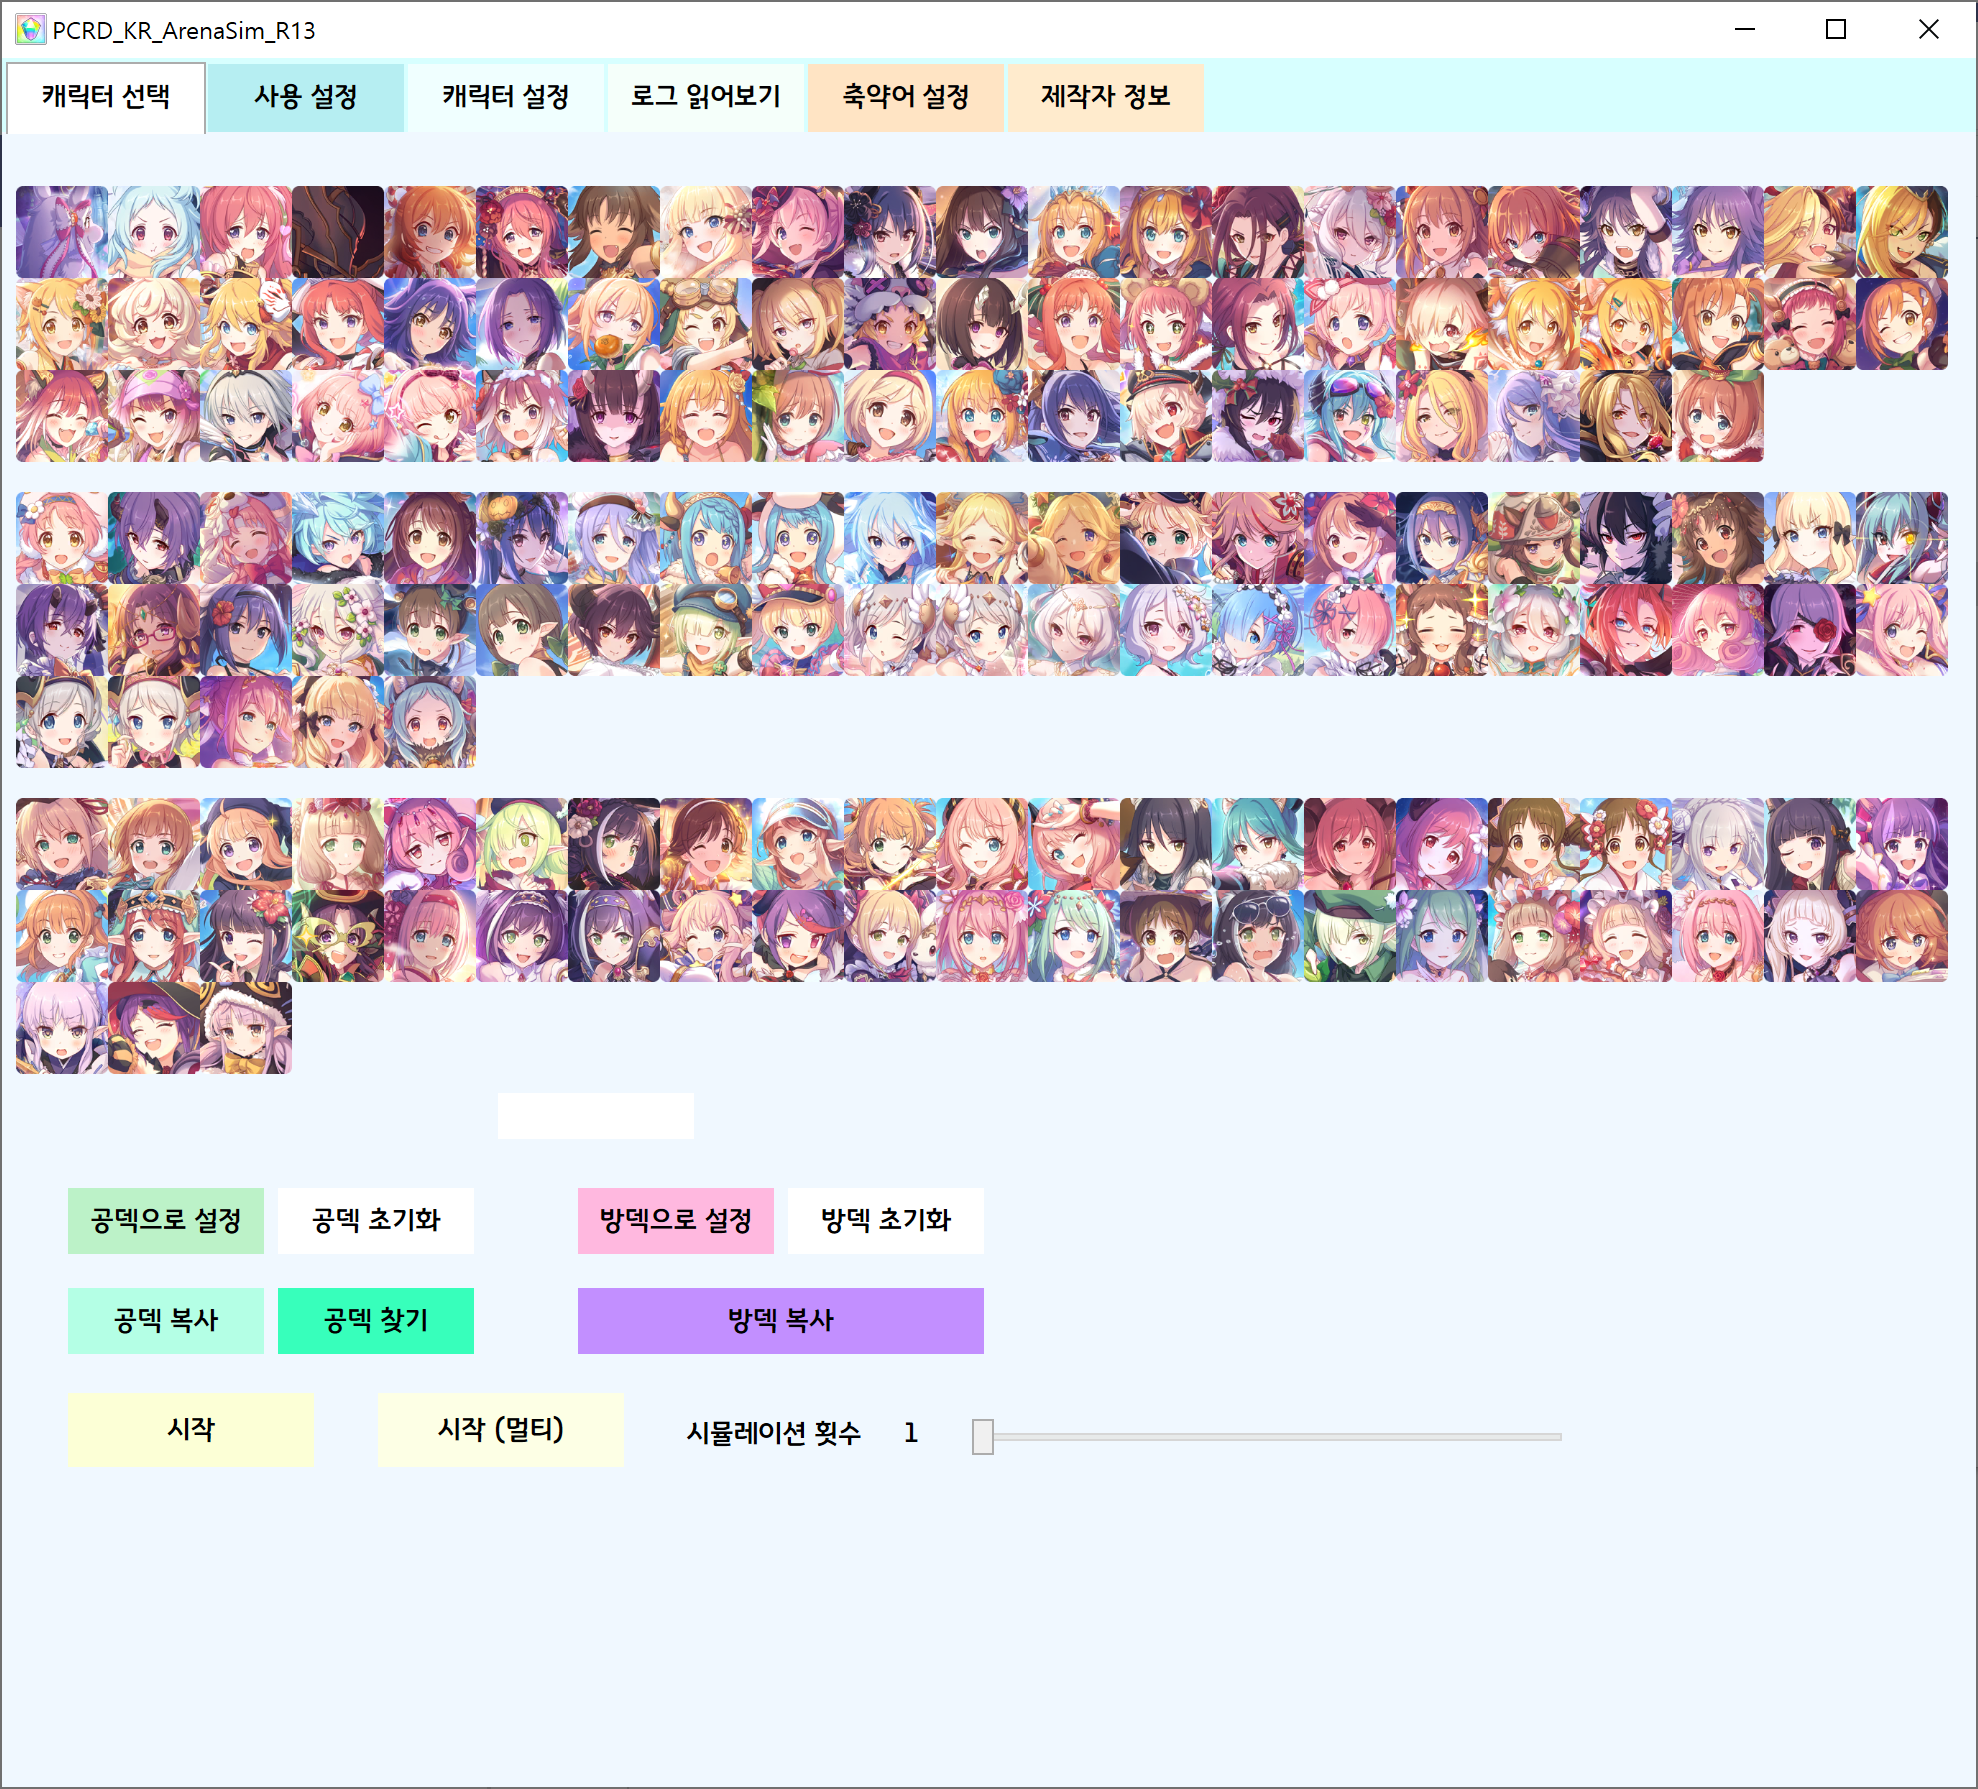 PCRD_KR_ArenaSim_R13
캐릭터 선택
사용 설정
캐릭터 설정
로그 읽어보기
축약어 설정
제작자 정보
공덱으로 설정
공덱 초기화
방덱으로 설정
방덱 초기화
공덱 복사
공덱 찾기
방덱 복사
시작
시작 (멀티)
시뮬레이션 횟수
1